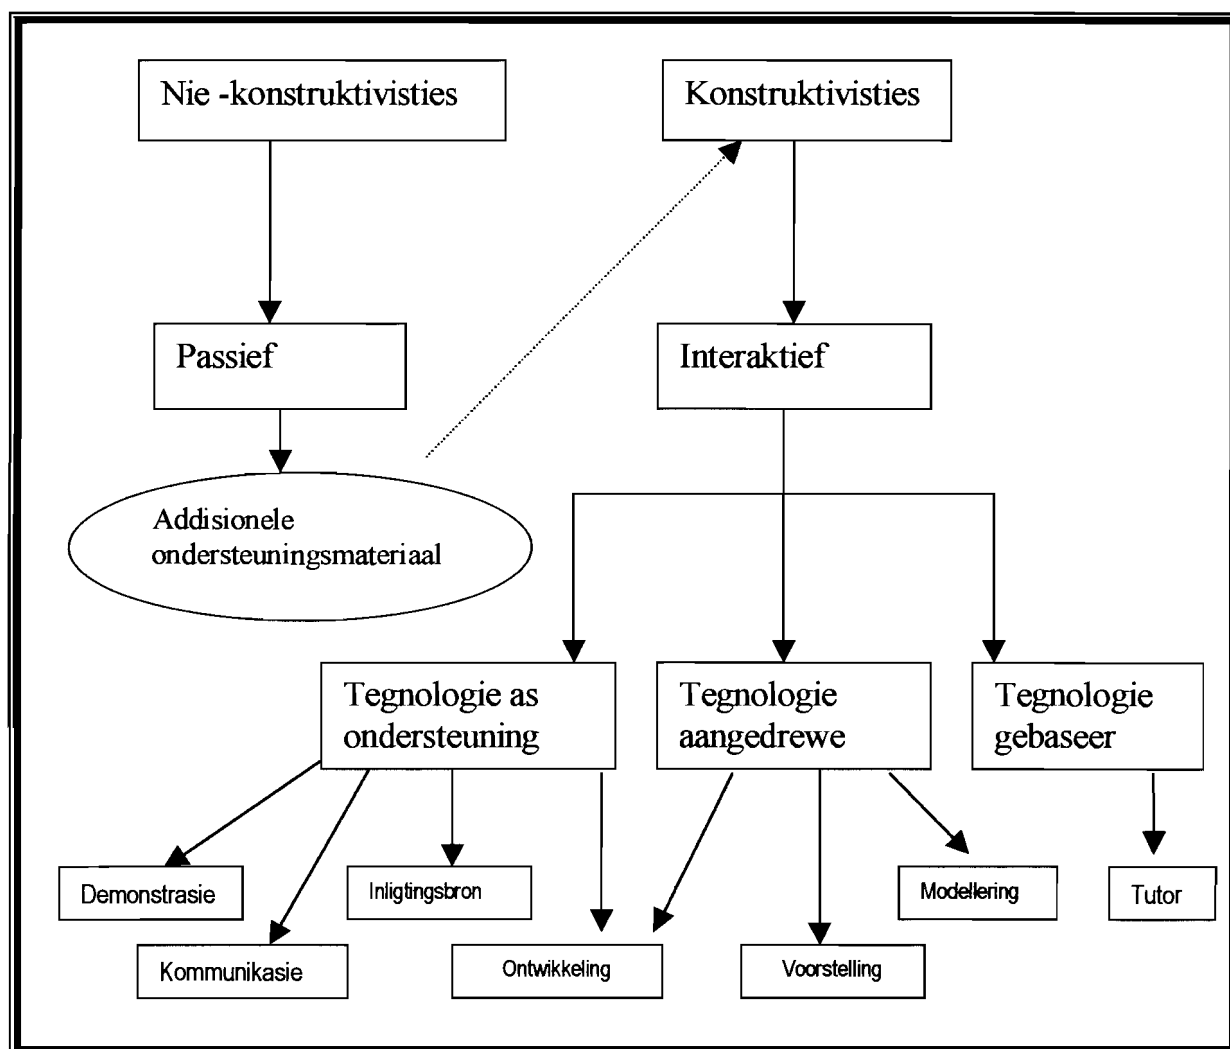 Nie -konstruktivisties
Konstruktivisties
Passief
Interaktief
Addisionele
ondersteuningsmateriaal
Tegnologie as
ondersteuning
Tegnologie
aangedrewe
Tegnologie
gebaseer
Demonstrasie
Inligtingsbron
Modellering
Tutor
Kommunikasie
Ontwikkeling
Voorstelling